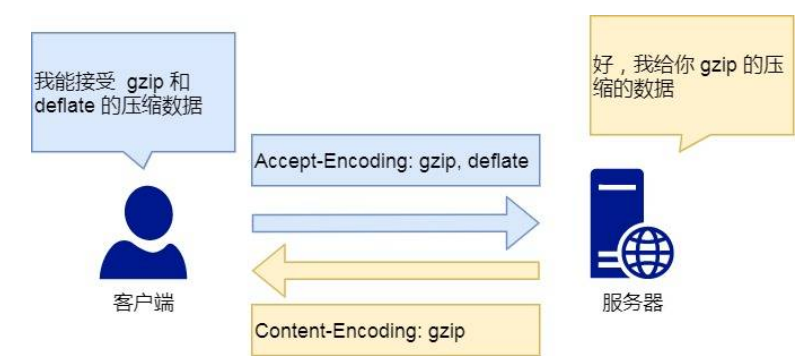 我能接受 gzip 和
deflate 的压缩数据
好，我给你 gzip 的压
缩的数据
Accept-Encoding: gzip, deflate
客户端
服务器
Content-Encoding: gzip